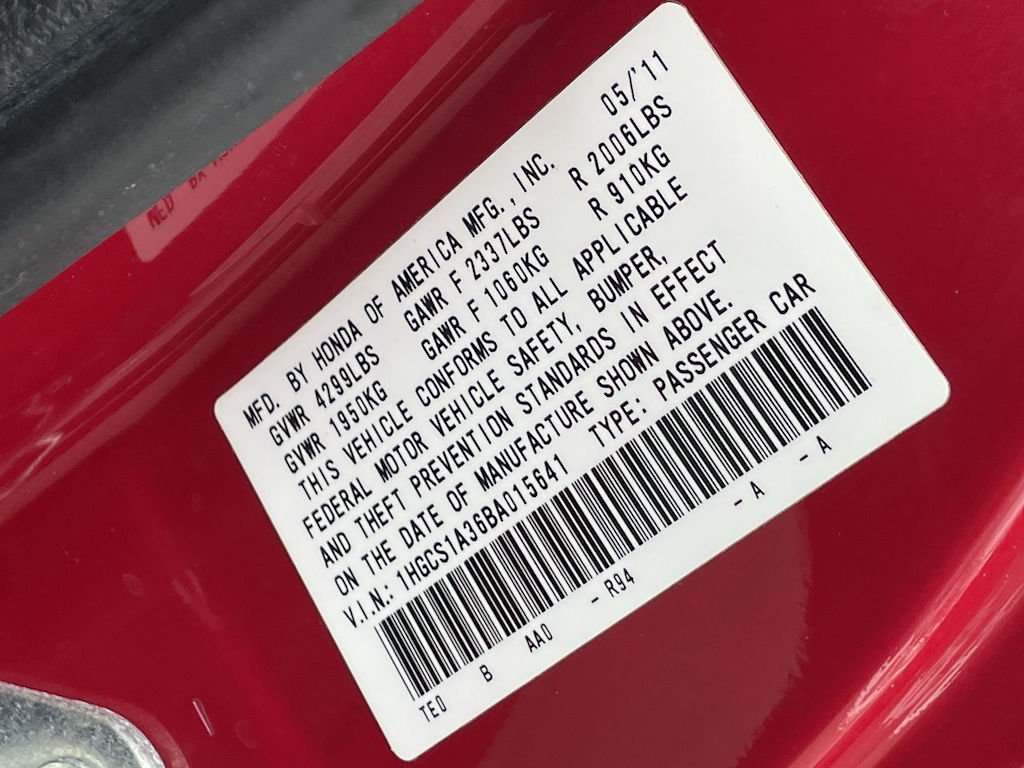 MFD. BY HONDA OF AMERICA MFG., INC. 05/'11
GVWR 4299LBS GAWR F 2337LBS R 2006LBS
GVWR 1950KG GAWR F 1060KG R 910KG
THIS VEHICLE CONFORMS TO ALL APPLICABLE
FEDERAL MOTOR VEHICLE SAFETY, BUMPER,
AND THEFT PREVENTION STANDARDS IN EFFECT
ON THE DATE OF MANUFACTURE SHOWN ABOVE.
V.I.N.: 1HGCS1A36BA015641 TYPE: PASSENGER CAR
TE0 B AA0 - R94 - A - A